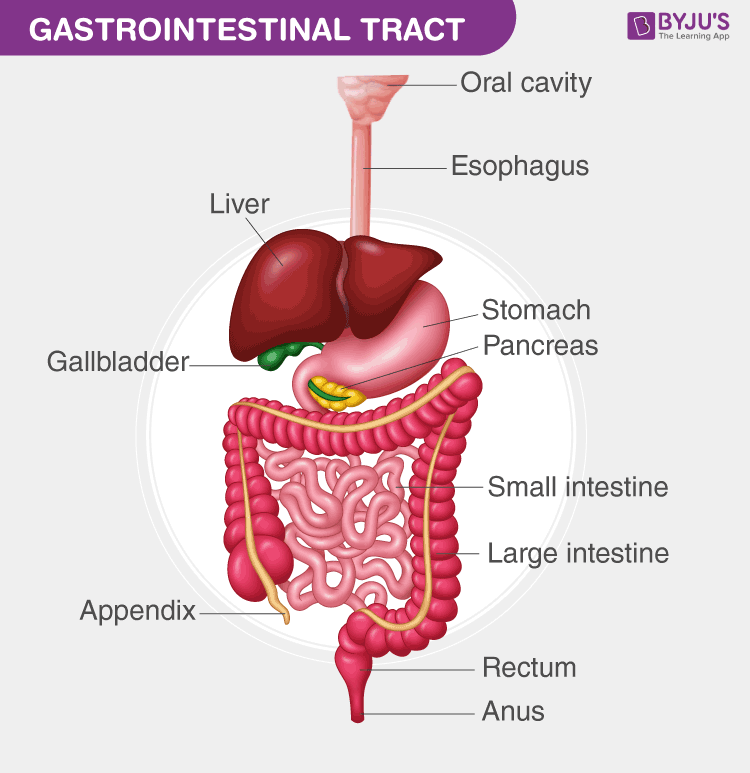 GASTROINTESTINAL TRACT
BYJU'S
The Learning App
Oral cavity
Esophagus
Liver
Stomach
Pancreas
Gallbladder
Small intestine
Large intestine
Appendix
Rectum
Anus